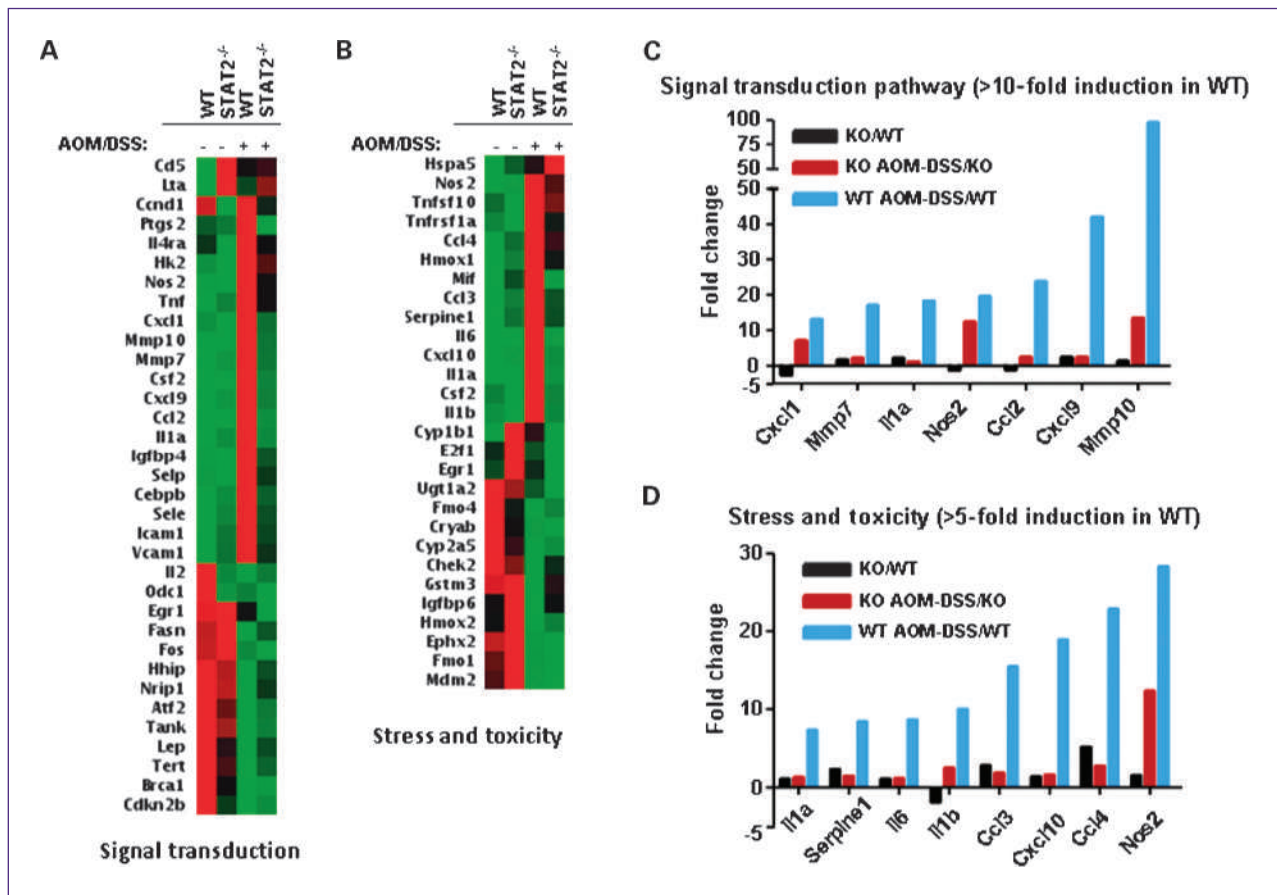 A
WT
STAT2-/-
WT
STAT2-/-
AOM/DSS:
-
-
+
+
Cd5
Lta
Ccnd1
Ptgs2
Il4ra
Hk2
Nos2
Tnf
Cxcl1
Mmp10
Mmp7
Csf2
Cxcl9
Ccl2
Il1a
Igfbp4
Selp
Cebpb
Sele
Icam1
Vcam1
Il2
Odc1
Egr1
Fasn
Fos
Hhip
Nrip1
Atf2
Tank
Lep
Tert
Brca1
Cdkn2b
Signal transduction
B
WT
STAT2-/-
WT
STAT2-/-
AOM/DSS:
-
-
+
+
Hspa5
Nos2
Tnfsf10
Tnfrsf1a
Ccl4
Hmox1
Mif
Ccl3
Serpine1
Il6
Cxcl10
Il1a
Csf2
Il1b
Cyp1b1
E2f1
Egr1
Ugt1a2
Fmo4
Cryab
Cyp2a5
Chek2
Gstm3
Igfbp6
Hmox2
Ephx2
Fmo1
Mdm2
Stress and toxicity
C
Signal transduction pathway (>10-fold induction in WT)
Fold change
100
75
50
50
40
30
20
10
0
-5
KO/WT
KO AOM-DSS/KO
WT AOM-DSS/WT
Cxcl1
Mmp7
Il1a
Nos2
Ccl2
Cxcl9
Mmp10
D
Stress and toxicity (>5-fold induction in WT)
Fold change
30
20
10
0
-5
KO/WT
KO AOM-DSS/KO
WT AOM-DSS/WT
Il1a
Serpine1
Il6
Il1b
Ccl3
Cxcl10
Ccl4
Nos2